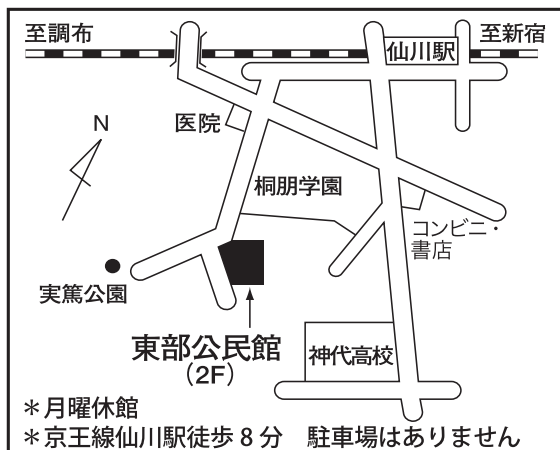 至調布
至新宿
仙川駅
医院
N
桐朋学園
コンビニ・
書店
実篤公園
東部公民館
(2F)
神代高校
＊月曜休館
＊京王線仙川駅徒歩8分　駐車場はありません